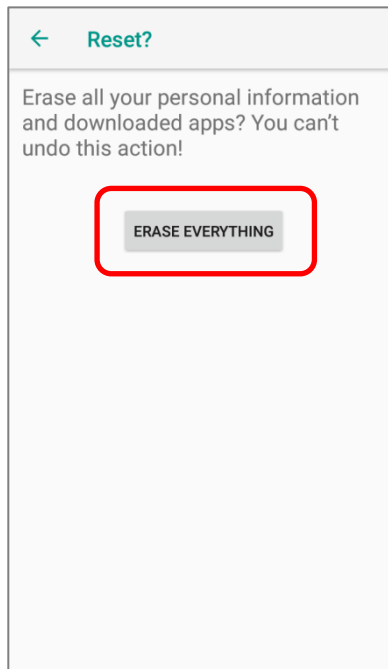 Reset?
Erase all your personal information
and downloaded apps? You can't
undo this action!
ERASE EVERYTHING